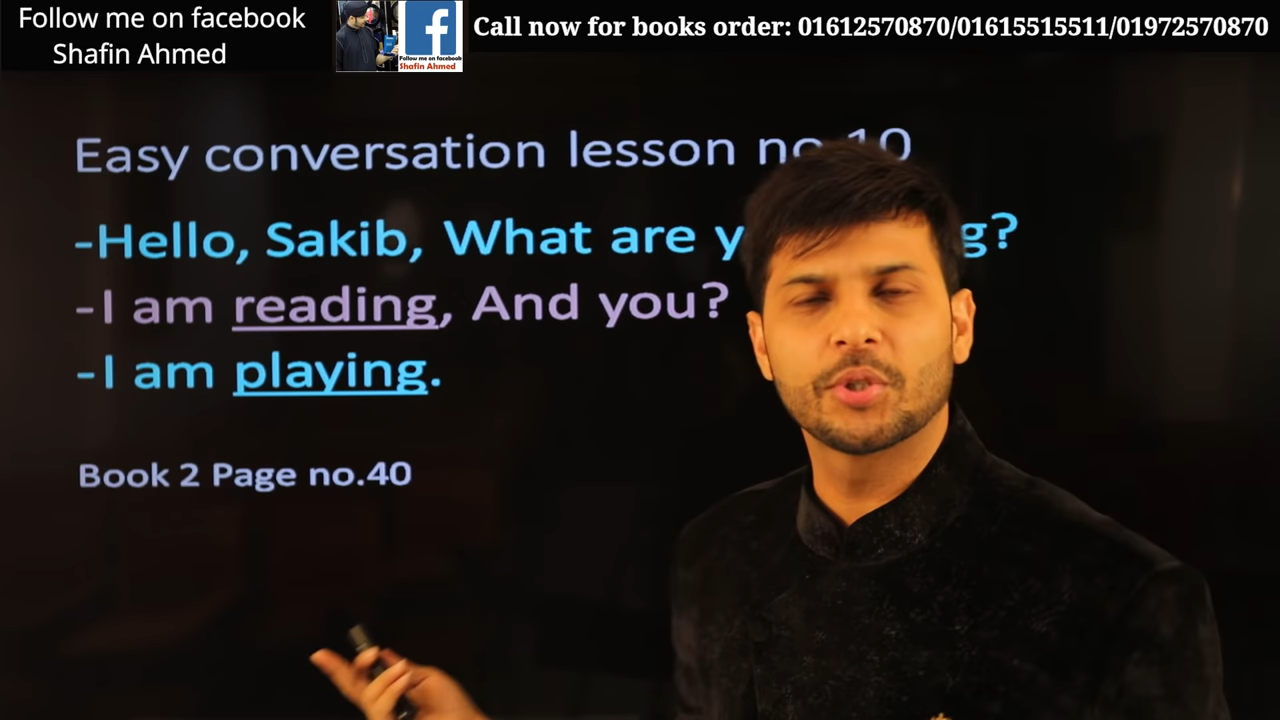 Follow me on facebook
Shafin Ahmed
Follow me on facebook
Shafin Ahmed
Call now for books order: 01612570870/01615515511/01972570870
Easy conversation lesson no.10
-Hello, Sakib, What are y g?
-I am reading, And you?
-I am playing.
Book 2 Page no.40